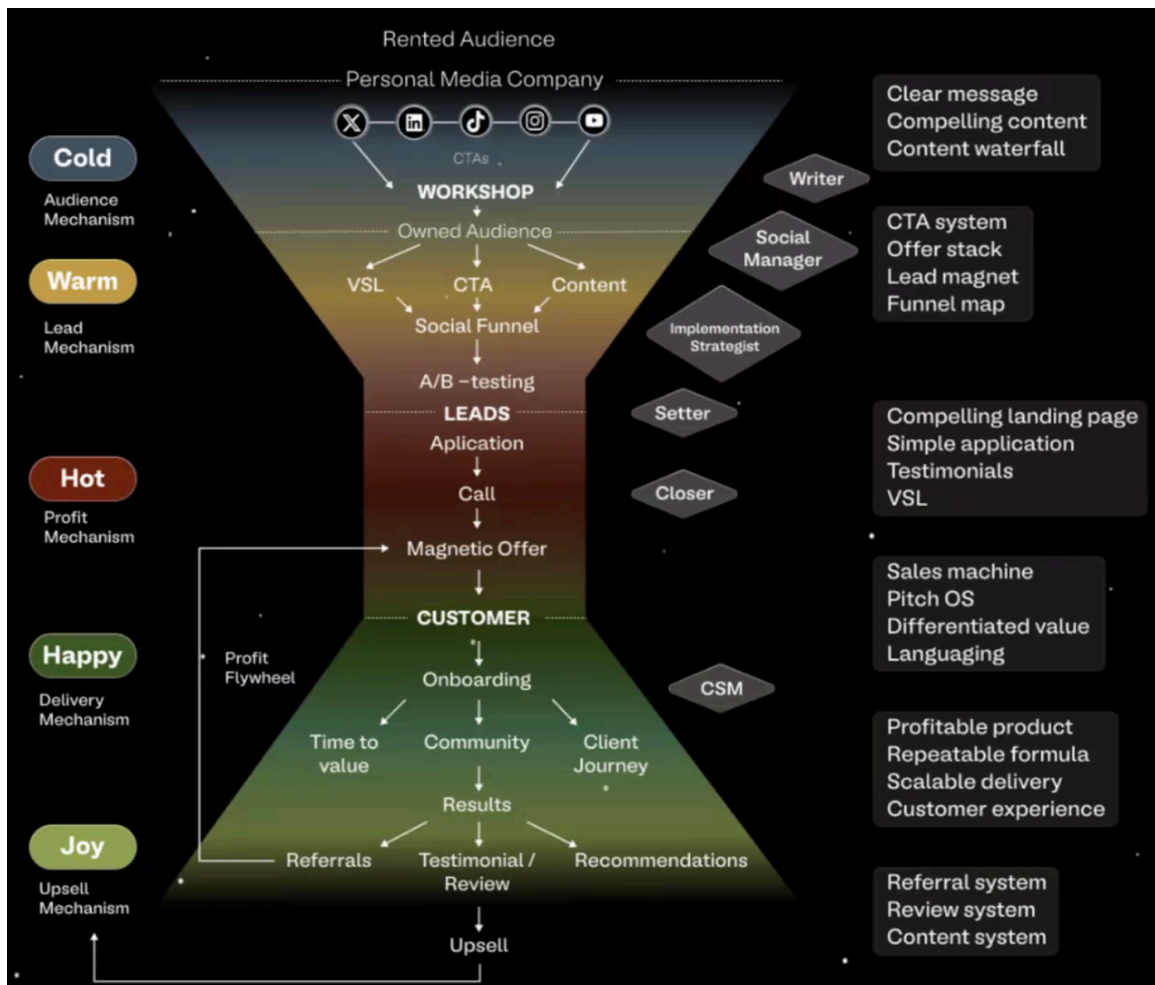 Rented Audience
Personal Media Company
CTAs
WORKSHOP
Owned Audience
VSL
CTA
Content
Social Funnel
A/B -testing
LEADS
Aplication
Call
Magnetic Offer
CUSTOMER
Onboarding
Time to
value
Community
Client
Journey
Results
Referrals
Testimonial /
Review
Recommendations
Upsell
Cold
Audience
Mechanism
Warm
Lead
Mechanism
Hot
Profit
Mechanism
Happy
Delivery
Mechanism
Joy
Upsell
Mechanism
Profit
Flywheel
Writer
Social
Manager
Implementation
Strategist
Setter
Closer
CSM
Clear message
Compelling content
Content waterfall
CTA system
Offer stack
Lead magnet
Funnel map
Compelling landing page
Simple application
Testimonials
VSL
Sales machine
Pitch OS
Differentiated value
Languaging
Profitable product
Repeatable formula
Scalable delivery
Customer experience
Referral system
Review system
Content system